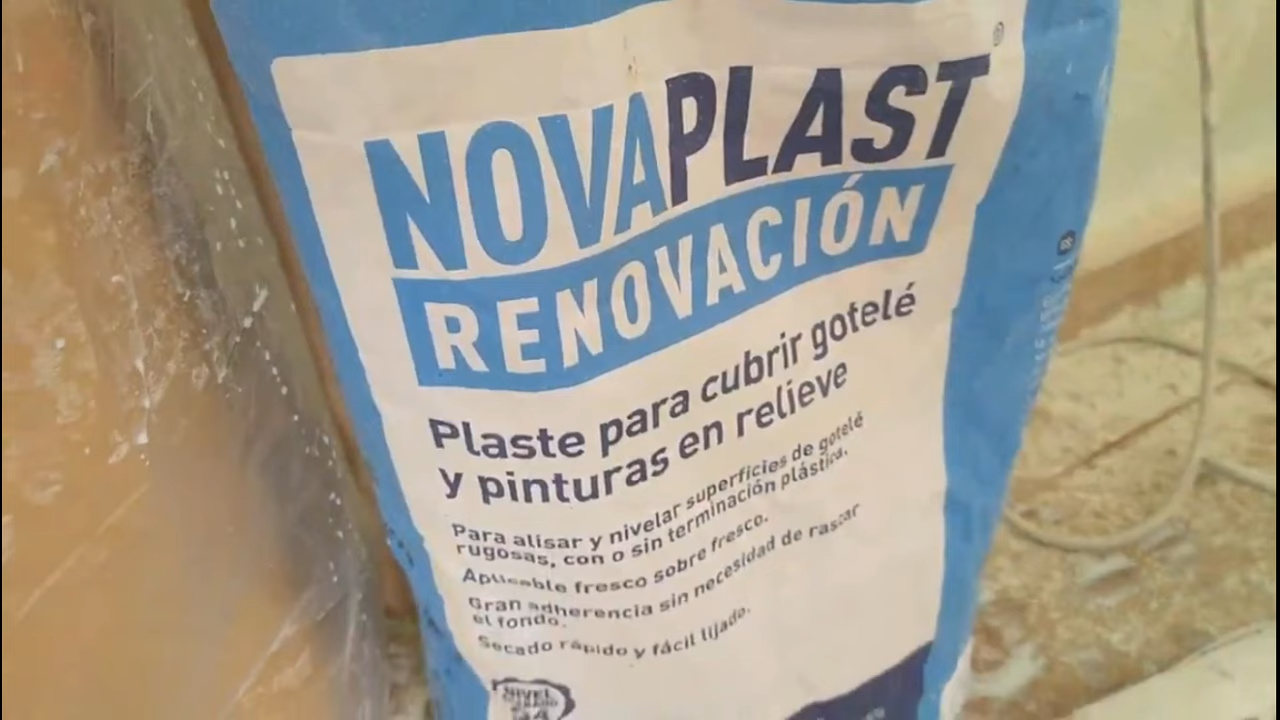 NOVAPLAST®
RENOVACIÓN
Plaste para cubrir gotelé
y pinturas en relieve
Para alisar y nivelar superficies de gotelé
rugosas, con o sin terminación plástica.
Aplicable fresco sobre fresco.
Gran adherencia sin necesidad de rascar
el fondo.
Secado rápido y fácil lijado.
NIVEL